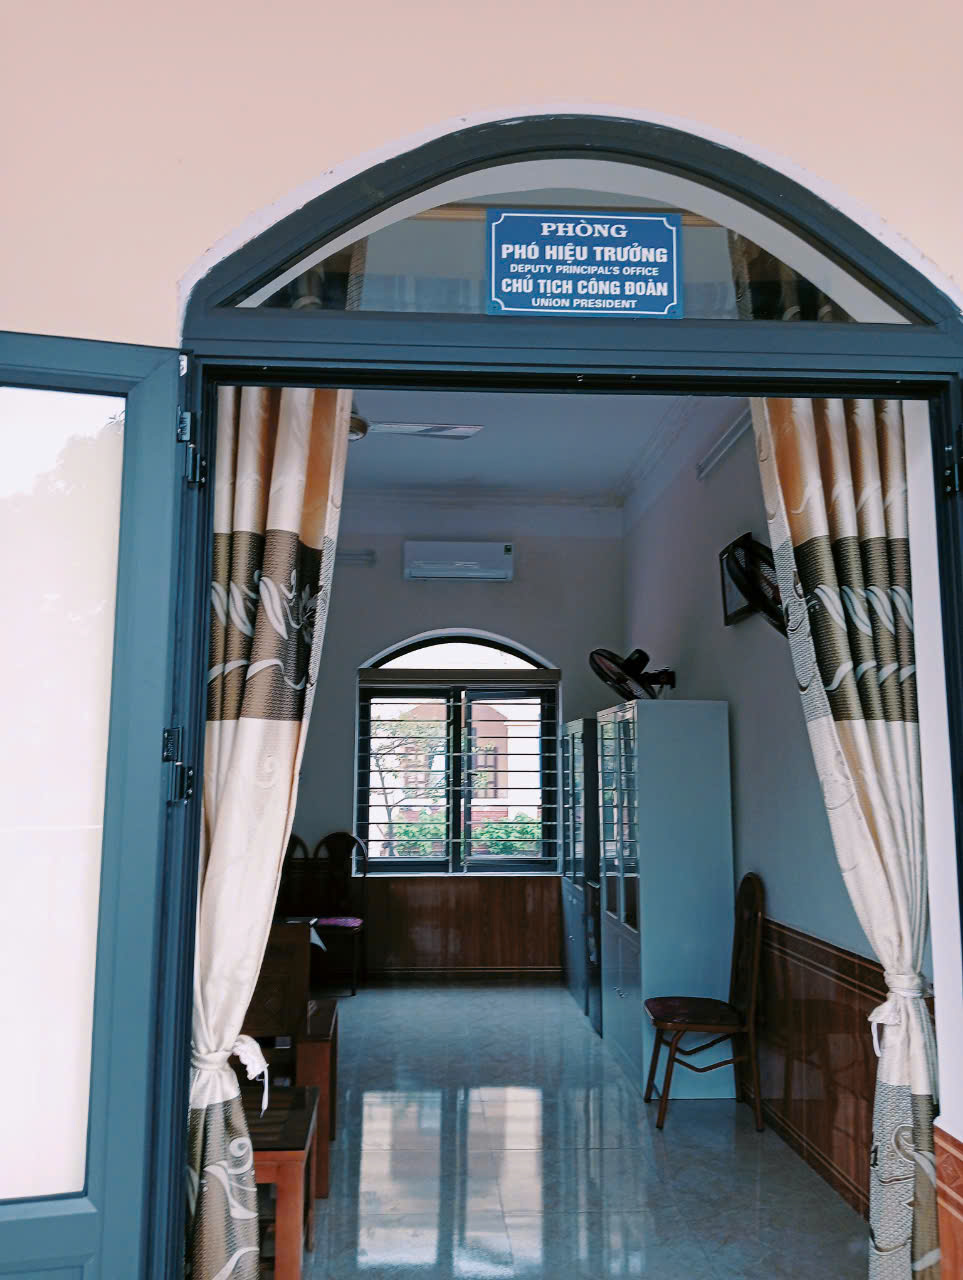 PHÒNG
PHÓ HIỆU TRƯỞNG
DEPUTY PRINCIPAL'S OFFICE
CHỦ TỊCH CÔNG ĐOÀN
UNION PRESIDENT